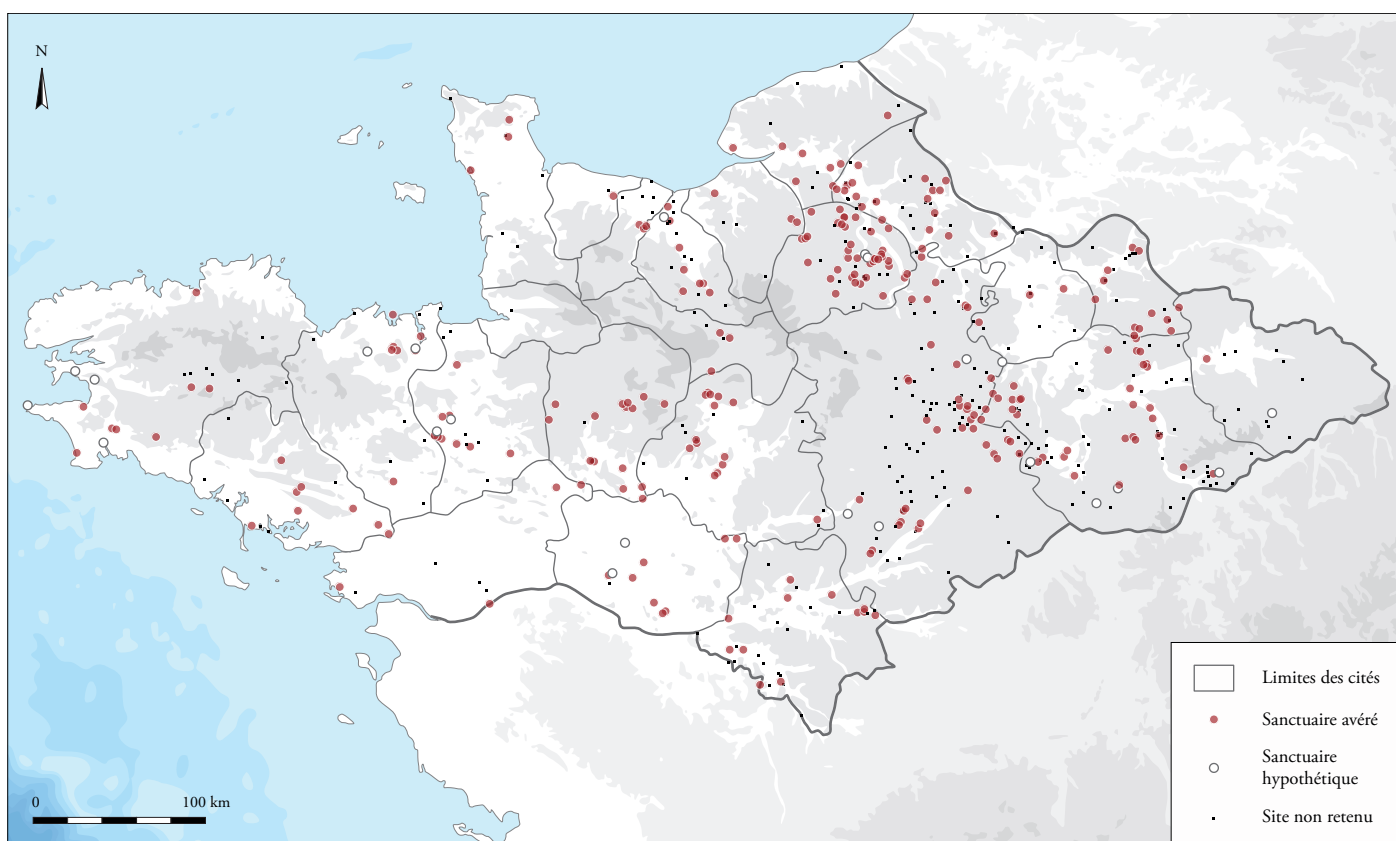 N
0 100 km
Limites des cités
Sanctuaire avéré
Sanctuaire
hypothétique
Site non retenu